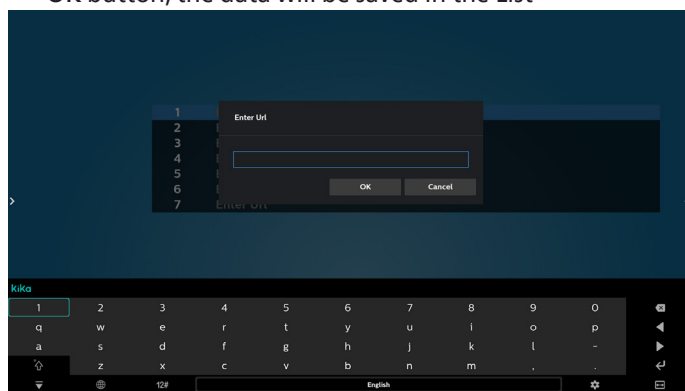 OK button, the data will be saved in the List
1
Enter Url
2
3
4
5
OK Cancel
6
7 Enter Url
kika
1 2 3 4 5 6 7 8 9 0
q w e r t y u i o p
a s d f g h j k l -
z x c v b n m , .
12# English